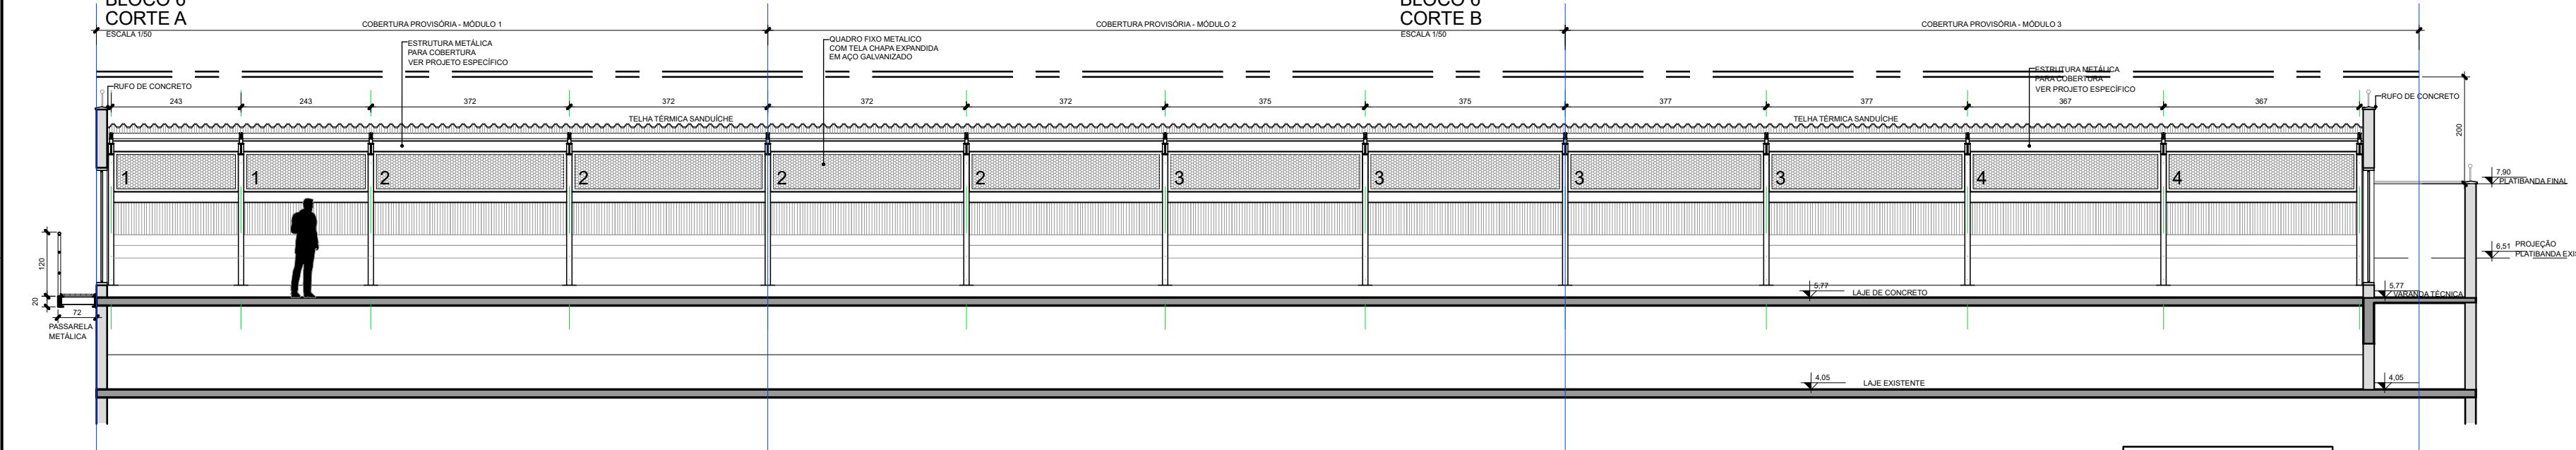 BLOCO 6
CORTE A
ESCALA 1/50
BLOCO 6
CORTE B
ESCALA 1/50
COBERTURA PROVISÓRIA - MÓDULO 1
COBERTURA PROVISÓRIA - MÓDULO 2
COBERTURA PROVISÓRIA - MÓDULO 3
ESTRUTURA METÁLICA
PARA COBERTURA
VER PROJETO ESPECÍFICO
QUADRO FIXO METALICO
COM TELA CHAPA EXPANDIDA
EM AÇO GALVANIZADO
ESTRUTURA METÁLICA
PARA COBERTURA
VER PROJETO ESPECÍFICO
RUFO DE CONCRETO
RUFO DE CONCRETO
243 243 372 372 372 372 375 375 377 377 367 367
TELHA TÉRMICA SANDUÍCHE
TELHA TÉRMICA SANDUÍCHE
200
1 1 2 2 2 2 3 3 3 3 4 4
7,90
PLATIBANDA FINAL
6,51 PROJEÇÃO
PLATIBANDA EXI
120
20
72
PASSARELA
METÁLICA
5,77
LAJE DE CONCRETO
5,77
VARANDA TÉCNICA
4,05
LAJE EXISTENTE
4,05